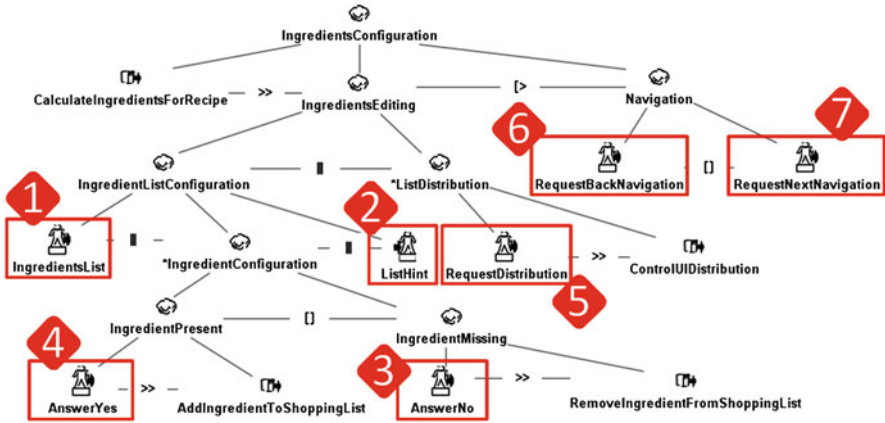 IngredientsConfiguration
CalculateIngredientsForRecipe
>>
IngredientsEditing
[>
Navigation
6
7
RequestBackNavigation
[]
RequestNextNavigation
1
IngredientListConfiguration
|||
*ListDistribution
2
IngredientsList
|||
*IngredientConfiguration
|||
ListHint
RequestDistribution
>>
ControlUIDistribution
5
4
IngredientPresent
[]
IngredientMissing
3
AnswerYes
>>
AddIngredientToShoppingList
AnswerNo
>>
RemoveIngredientFromShoppingList